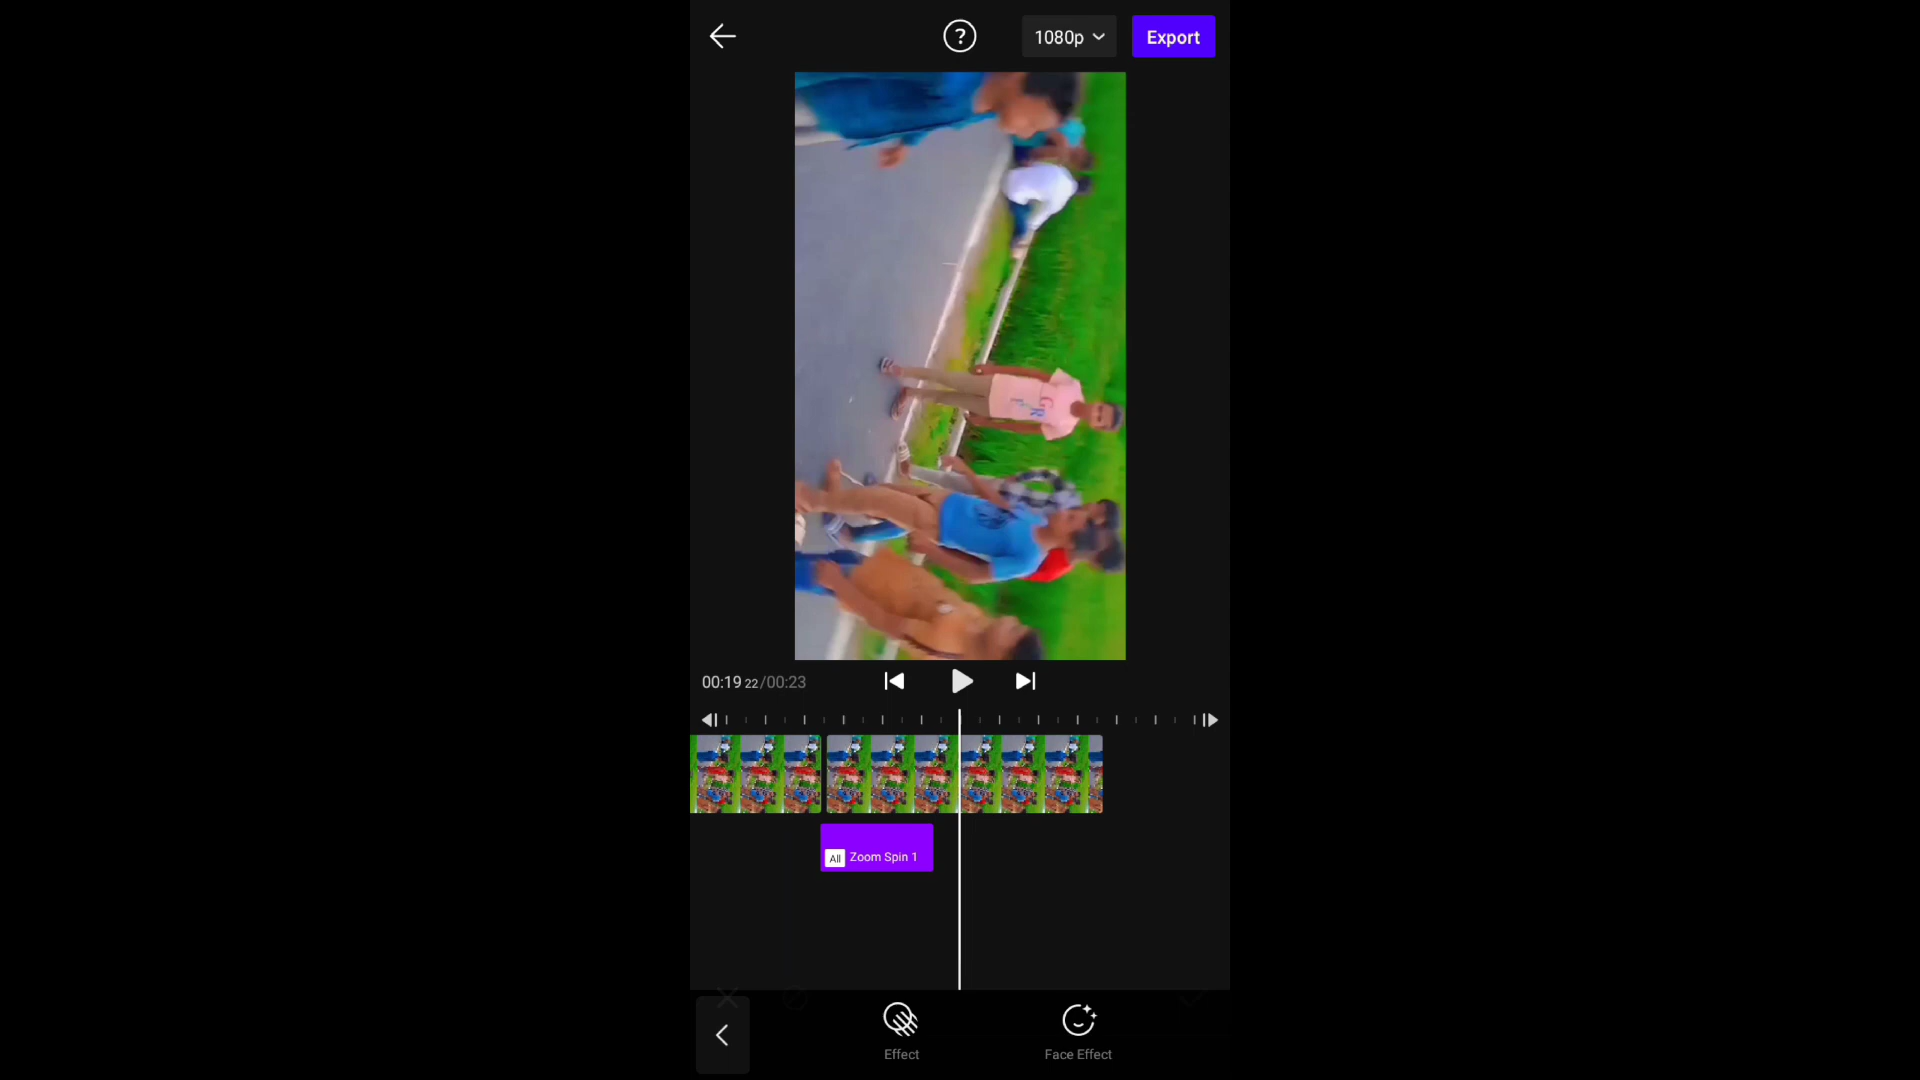 ?
1080p
Export
00:19 22/00:23
All Zoom Spin 1
Effect
Face Effect